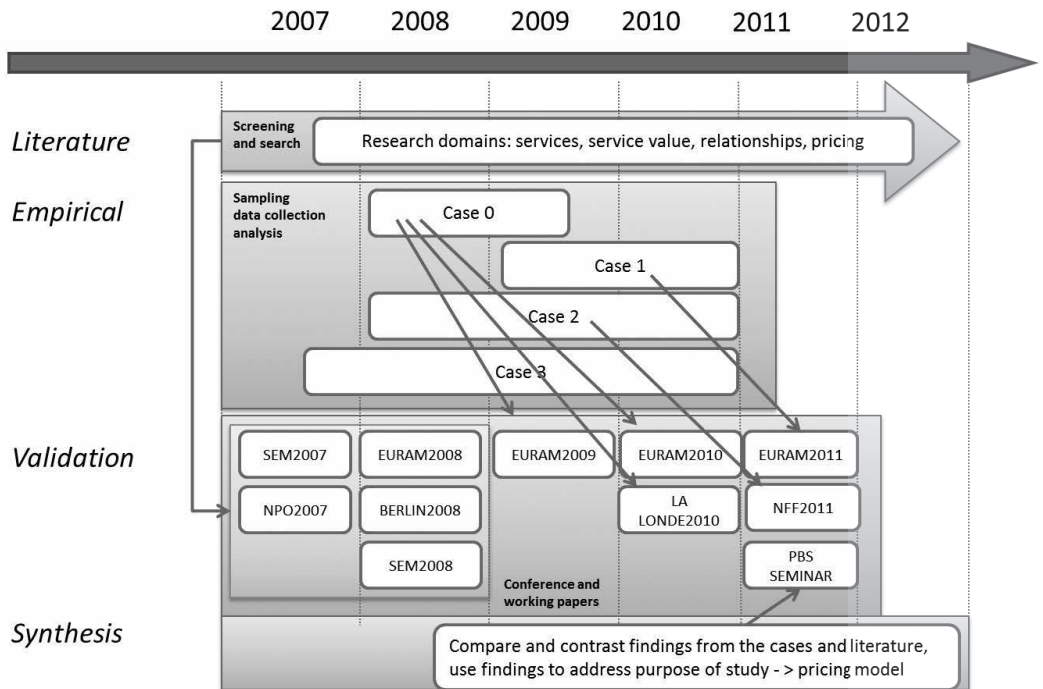 2007 2008 2009 2010 2011 2012
Literature
Screening
and search
Research domains: services, service value, relationships, pricing
Empirical
Sampling
data collection
analysis
Case 0
Case 1
Case 2
Case 3
Validation
SEM2007 EURAM2008 EURAM2009 EURAM2010 EURAM2011
NPO2007 BERLIN2008 LA
LONDE2010 NFF2011
SEM2008 PBS
SEMINAR
Conference and
working papers
Synthesis
Compare and contrast findings from the cases and literature,
use findings to address purpose of study - > pricing model